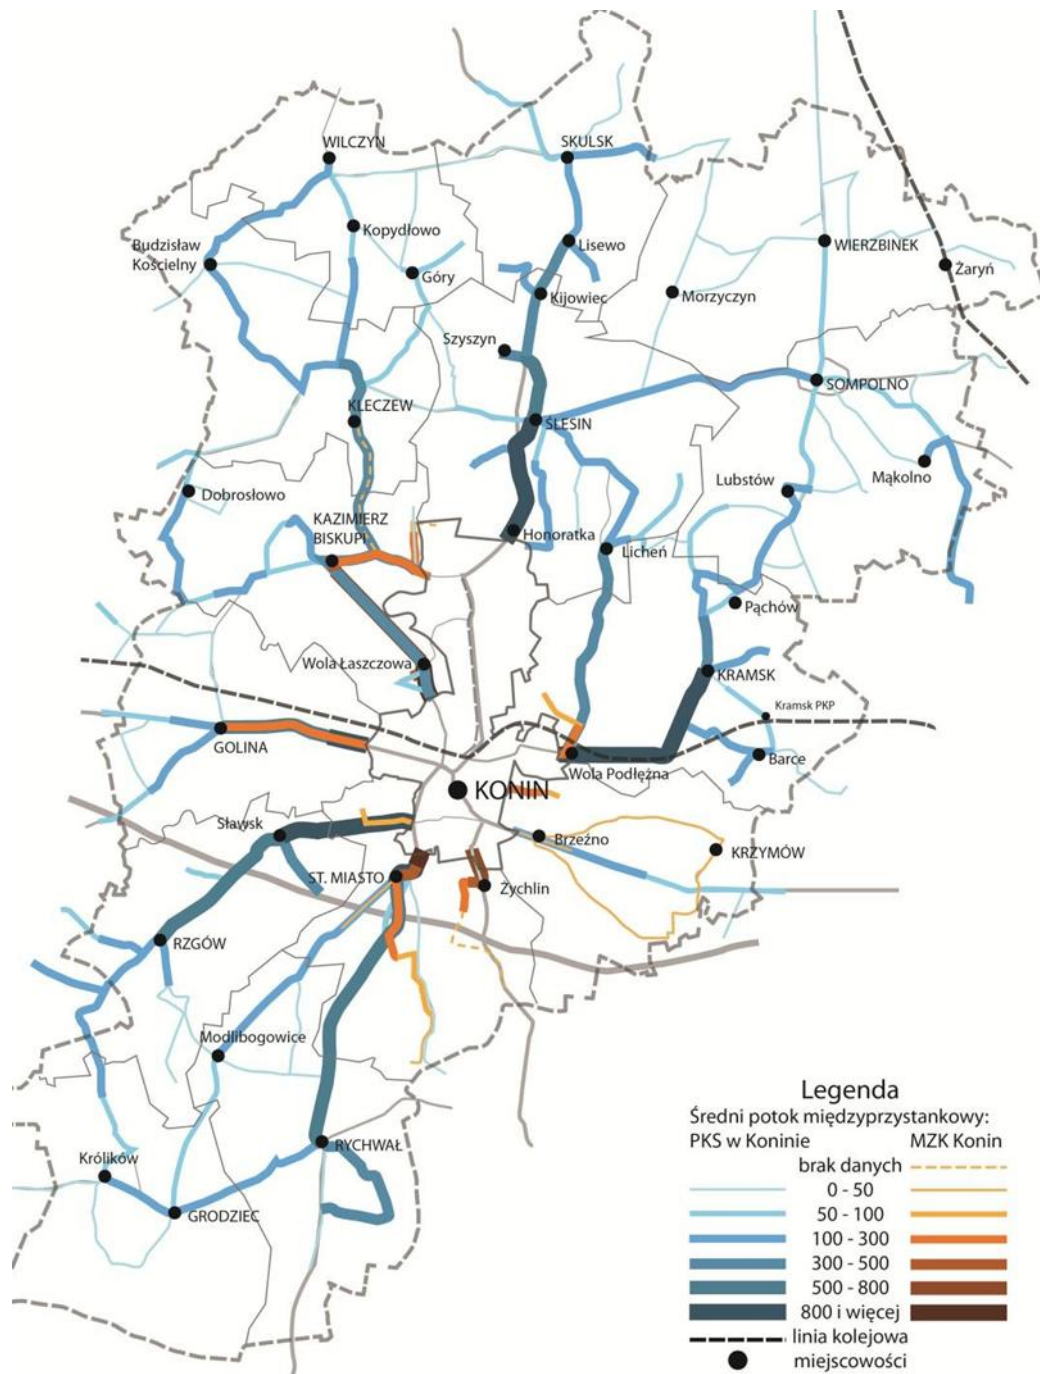 WILCZYN
SKULSK
Kopydłowo
Budzisław
Kościelny
Lisewo
WIERZBINEK
Góry
Żaryń
Kijowiec
Morzyczyn
Szyszyn
SOMPOLNO
KLECZEW
ŚLESIN
Mąkolno
Lubstów
Dobrosłowo
KAZIMIERZ
BISKUPI
Honoratka
Licheń
Pąchów
Wola Łaszczowa
KRAMSK
Kramsk PKP
GOLINA
Wola Podłężna
Barce
KONIN
Sławsk
Brzeźno
KRZYMÓW
ST. MIASTO
Żychlin
RZGÓW
Modlibogowice
Królików
RYCHWAŁ
GRODZIEC
Legenda
Średni potok międzyprzystankowy:
PKS w Koninie MZK Konin
brak danych
0 - 50
50 - 100
100 - 300
300 - 500
500 - 800
800 i więcej
linia kolejowa
miejscowości